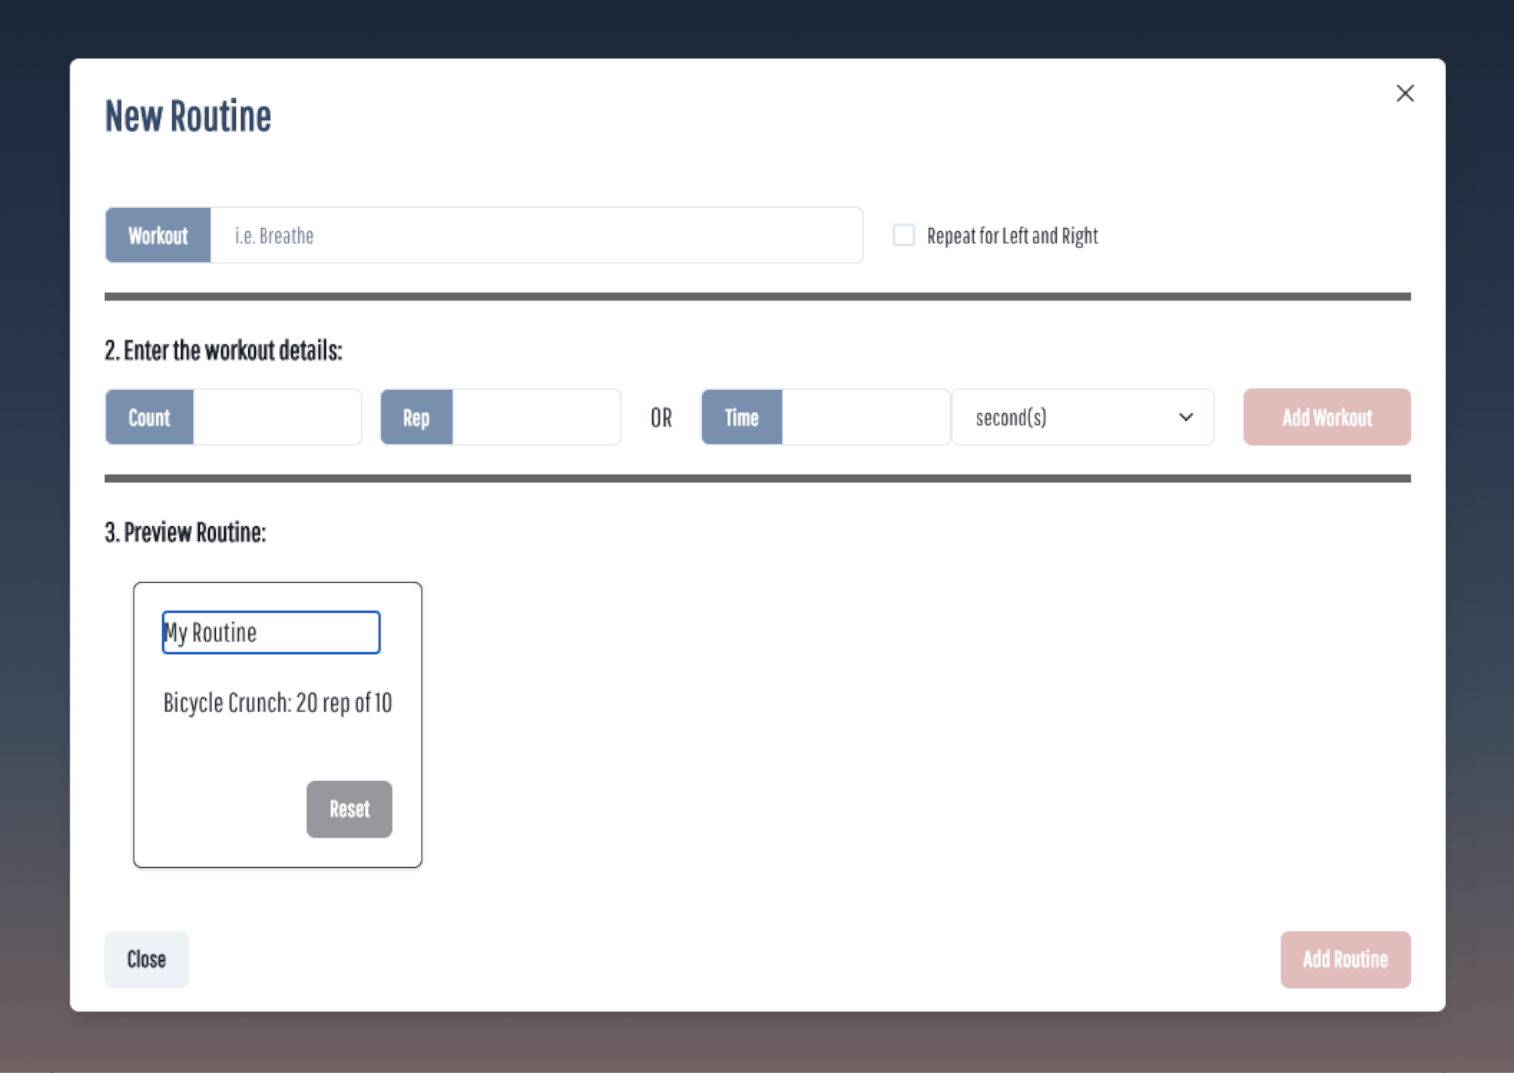 New Routine
Workout i.e. Breathe Repeat for Left and Right
2. Enter the workout details:
Count Rep OR Time second(s) Add Workout
3. Preview Routine:
My Routine
Bicycle Crunch: 20 rep of 10
Reset
Close Add Routine